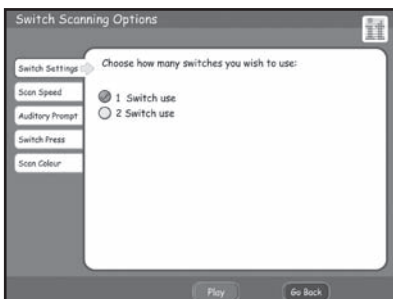 Switch Scanning Options
Switch Settings
Choose how many switches you wish to use:
Scan Speed
1 Switch use
Auditory Prompt
2 Switch use
Switch Press
Scan Colour
Play
Go Back